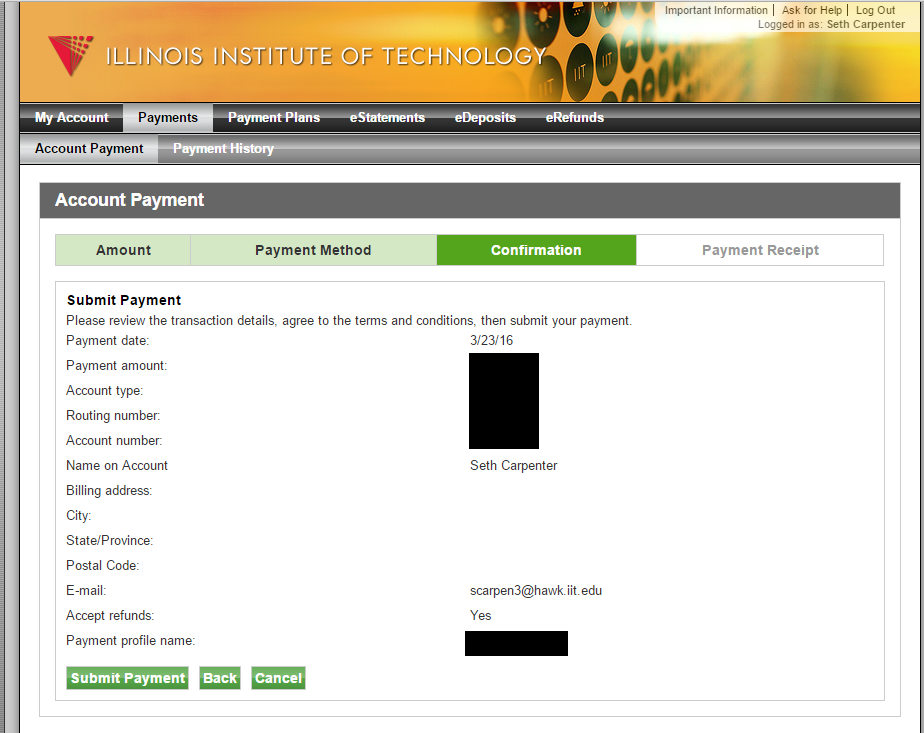 Important Information | Ask for Help | Log Out
Logged in as: Seth Carpenter
ILLINOIS INSTITUTE OF TECHNOLOGY
IIT
IIT
My Account Payments Payment Plans eStatements eDeposits eRefunds
Account Payment Payment History
Account Payment
Amount Payment Method Confirmation Payment Receipt
Submit Payment
Please review the transaction details, agree to the terms and conditions, then submit your payment.
Payment date: 3/23/16
Payment amount:
Account type:
Routing number:
Account number:
Name on Account Seth Carpenter
Billing address:
City:
State/Province:
Postal Code:
E-mail: scarpen3@hawk.iit.edu
Accept refunds: Yes
Payment profile name:
Submit Payment Back Cancel